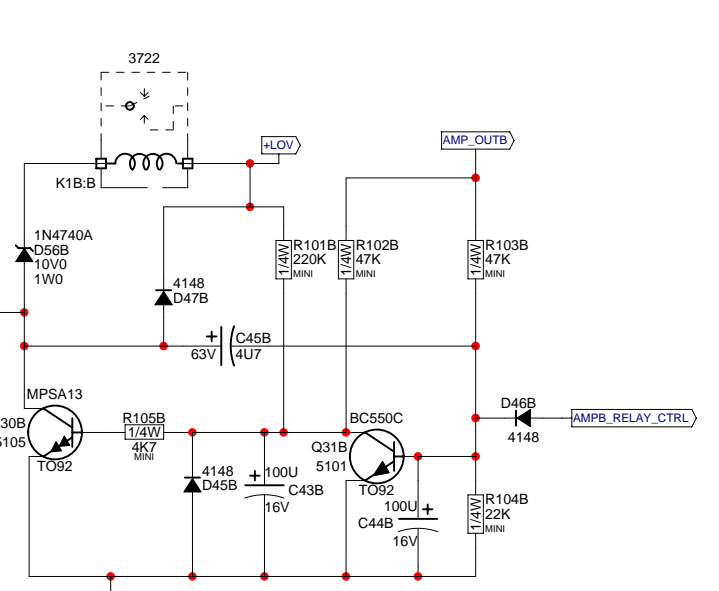 3722
+LOV
AMP_OUTB
K1B:B
1N4740A
D56B
10V0
1W0
R101B
220K
MINI
1/4W
R102B
47K
MINI
1/4W
R103B
47K
MINI
1/4W
4148
D47B
+
C45B
63V
4U7
MPSA13
30B
5105
TO92
R105B
1/4W
4K7
MINI
BC550C
Q31B
5101
TO92
D46B
4148
AMPB_RELAY_CTRL
4148
D45B
+
100U
C43B
16V
100U
+
C44B
16V
R104B
22K
MINI
1/4W